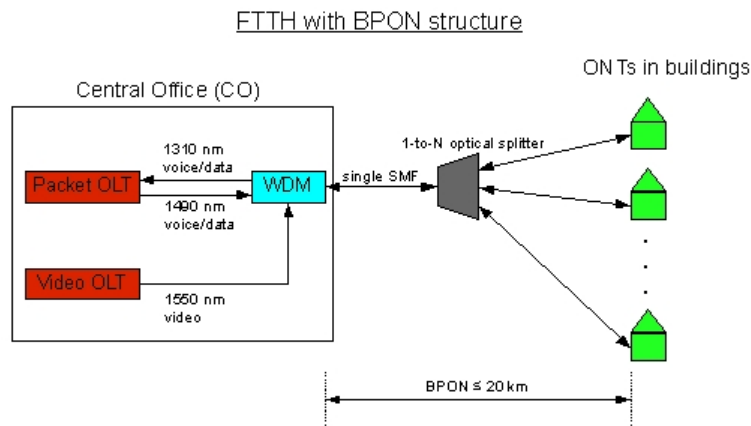 FTTH with BPON structure
ONTs in buildings
Central Office (CO)
1310 nm
voice/data
1-to-N optical splitter
Packet OLT
WDM
single SMF
1490 nm
voice/data
Video OLT
1550 nm
video
BPON ≤ 20 km